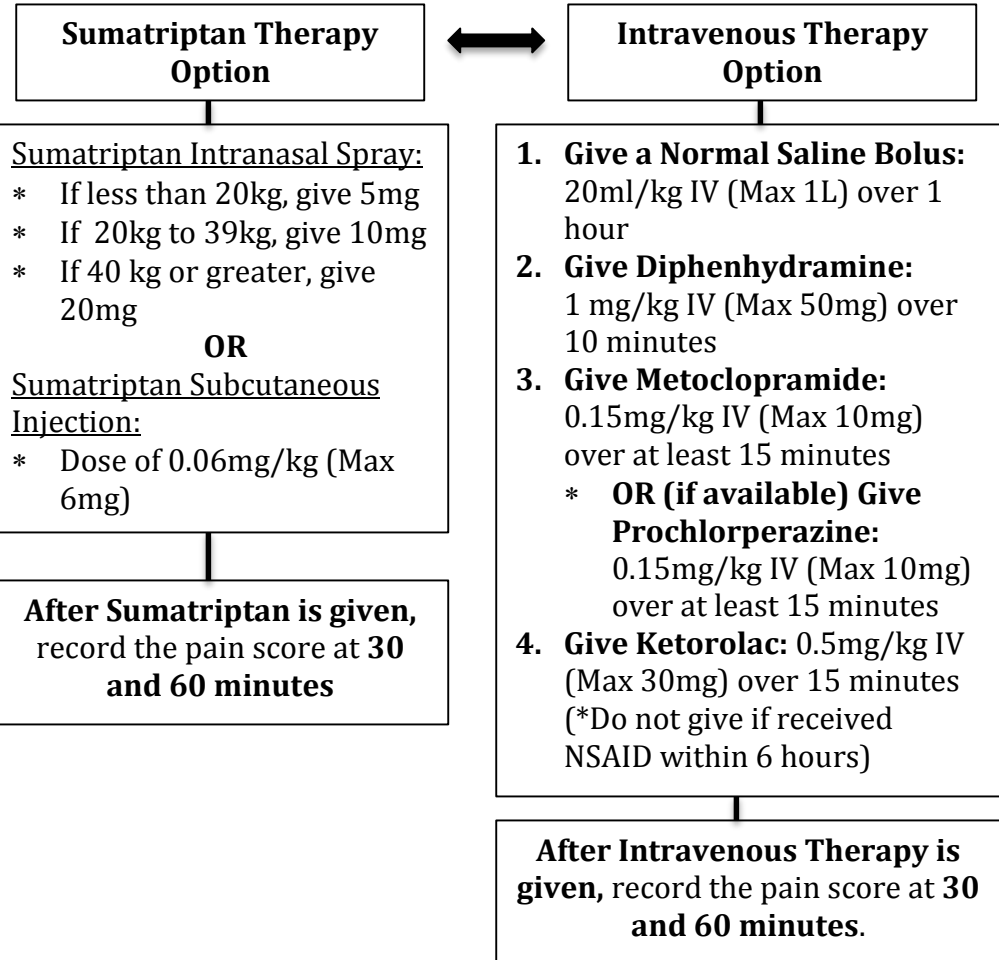 Sumatriptan Therapy
Option
Sumatriptan Intranasal Spray:
* If less than 20kg, give 5mg
* If 20kg to 39kg, give 10mg
* If 40 kg or greater, give
20mg
OR
Sumatriptan Subcutaneous
Injection:
* Dose of 0.06mg/kg (Max
6mg)
After Sumatriptan is given,
record the pain score at 30
and 60 minutes
Intravenous Therapy
Option
1. Give a Normal Saline Bolus:
20ml/kg IV (Max 1L) over 1
hour
2. Give Diphenhydramine:
1 mg/kg IV (Max 50mg) over
10 minutes
3. Give Metoclopramide:
0.15mg/kg IV (Max 10mg)
over at least 15 minutes
* OR (if available) Give
Prochlorperazine:
0.15mg/kg IV (Max 10mg)
over at least 15 minutes
4. Give Ketorolac: 0.5mg/kg IV
(Max 30mg) over 15 minutes
(*Do not give if received
NSAID within 6 hours)
After Intravenous Therapy is
given, record the pain score at 30
and 60 minutes.